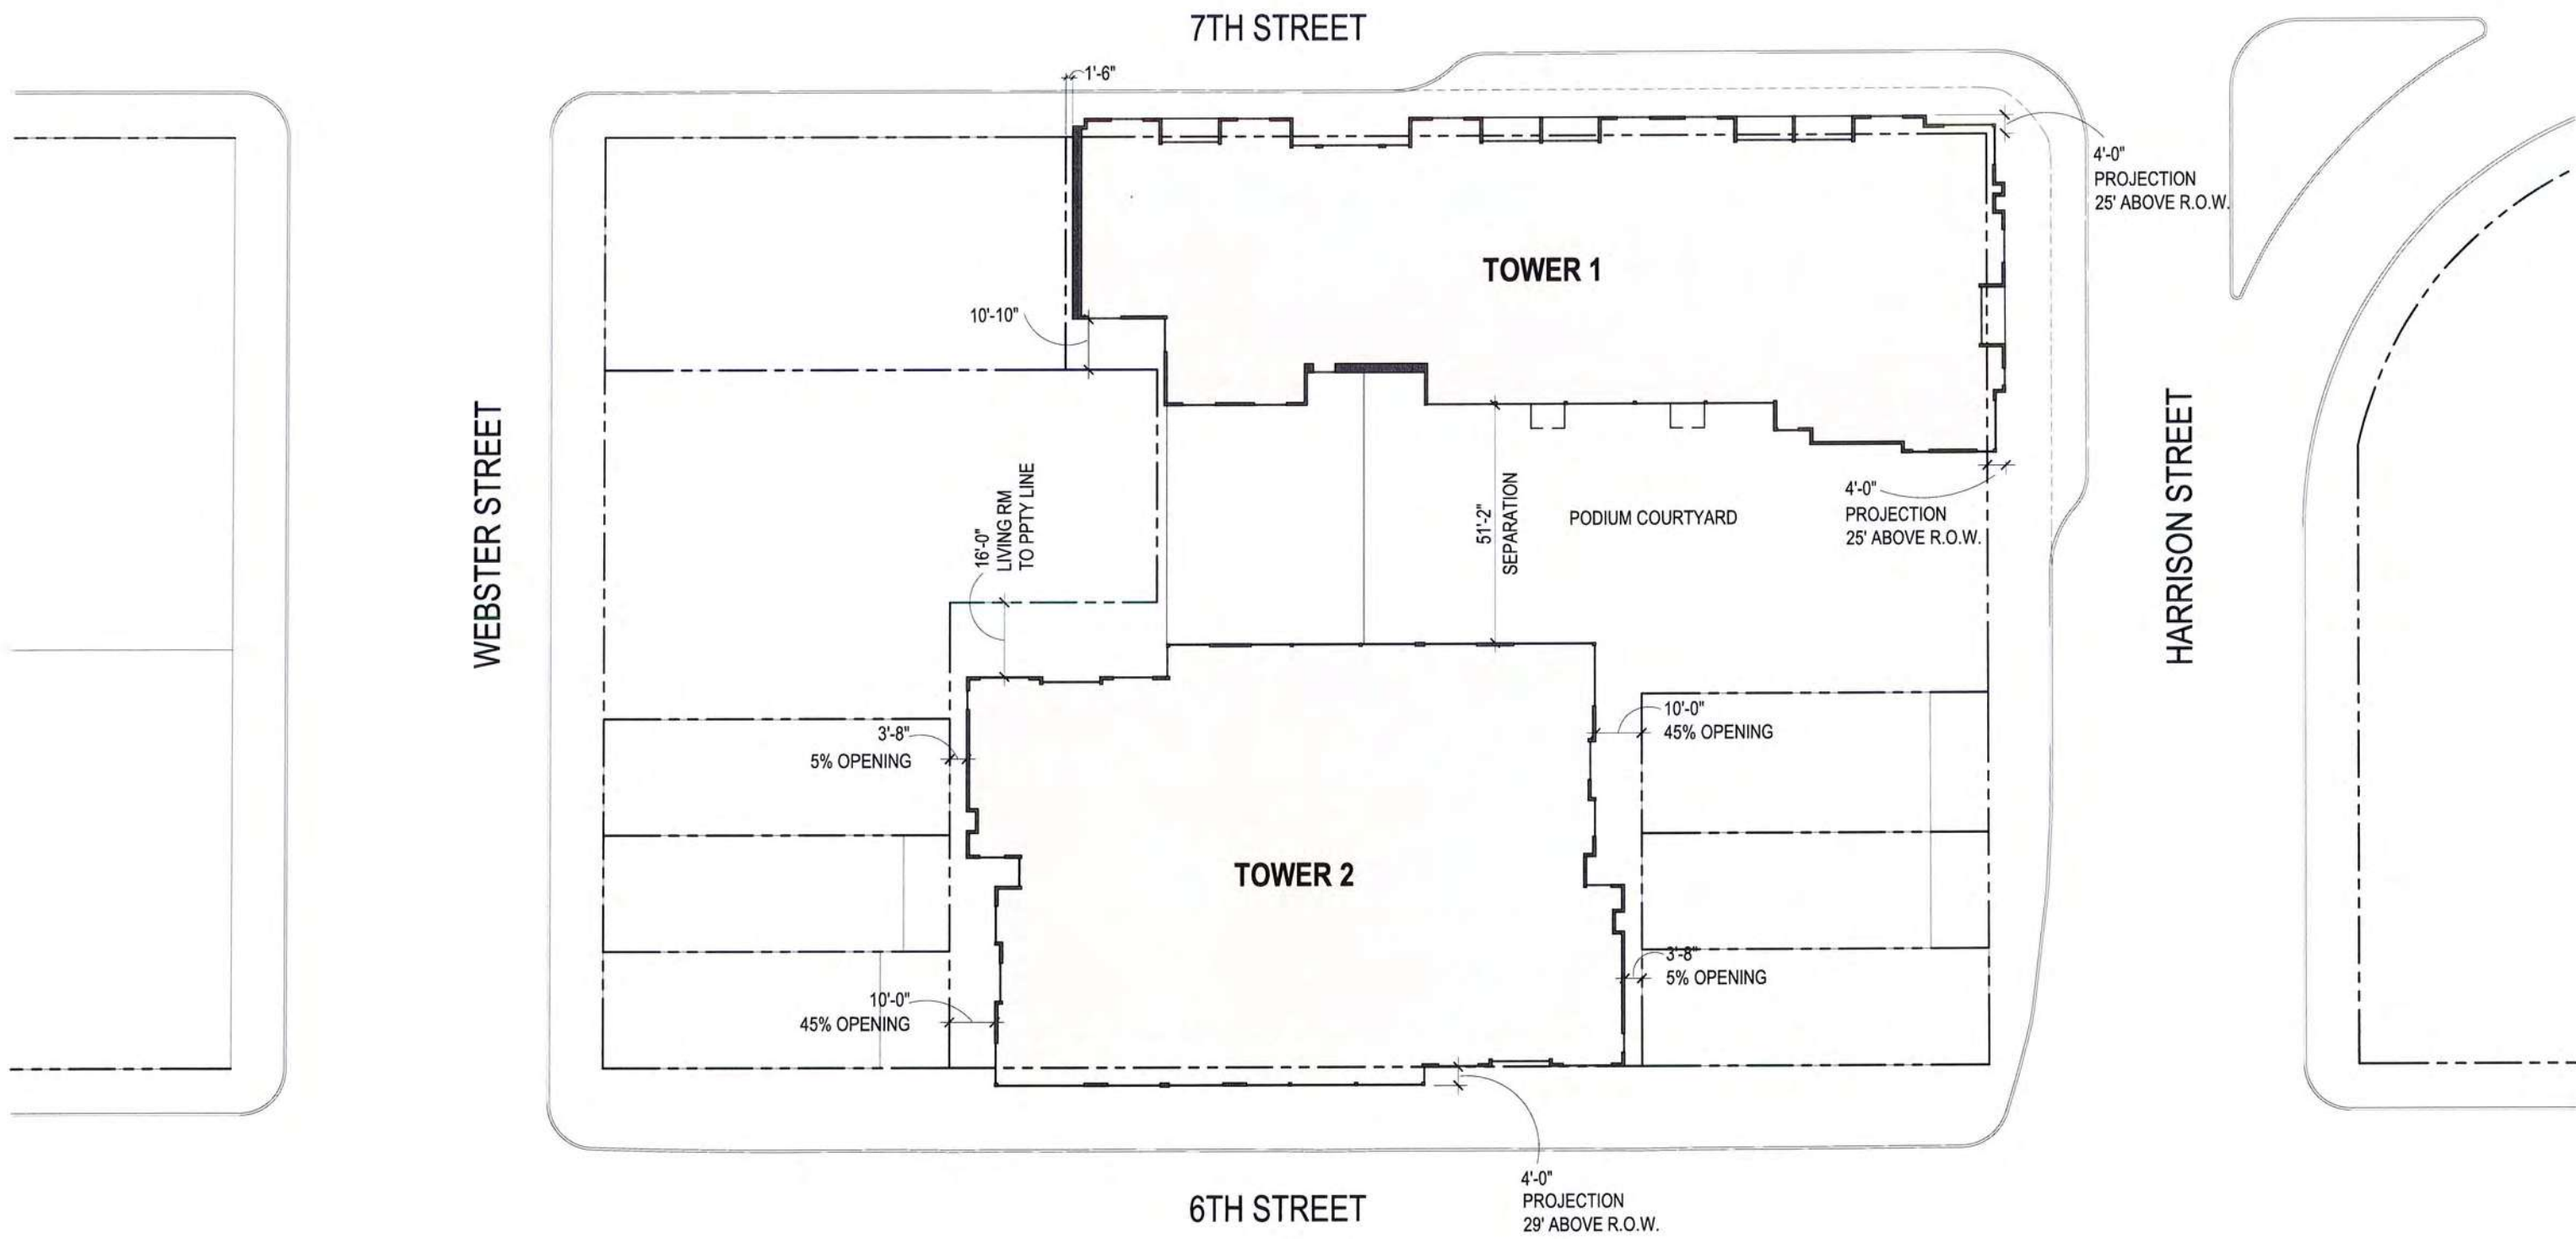 7TH STREET
1'-6"
4'-0"
PROJECTION
25' ABOVE R.O.W.
TOWER 1
10'-10"
WEBSTER STREET
HARRISON STREET
16'-0"
LIVING RM
TO PPTY LINE
51'-2"
SEPARATION
PODIUM COURTYARD
4'-0"
PROJECTION
25' ABOVE R.O.W.
3'-8"
5% OPENING
10'-0"
45% OPENING
TOWER 2
3'-8"
5% OPENING
10'-0"
45% OPENING
4'-0"
PROJECTION
29' ABOVE R.O.W.
6TH STREET